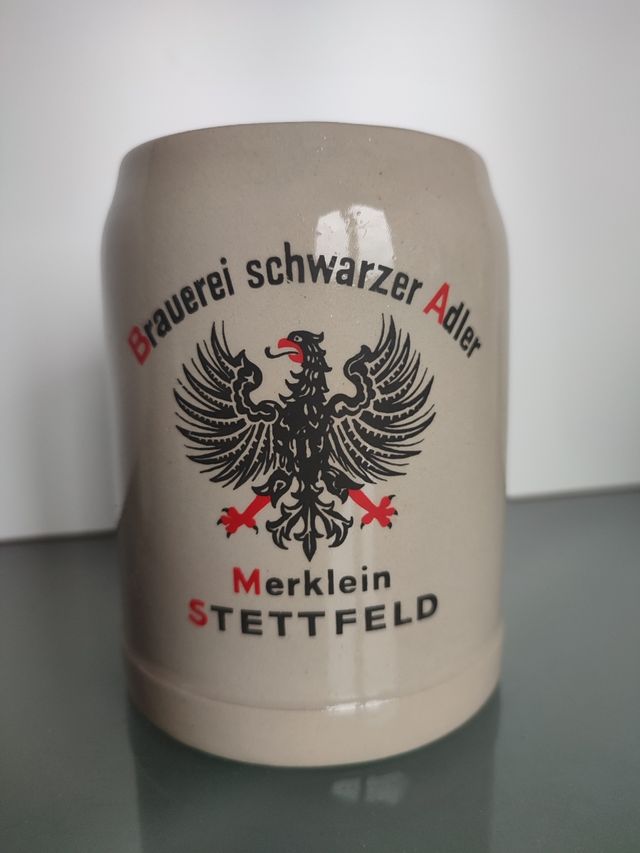 Brauerei schwarzer Adler
Merklein
STETTFELD